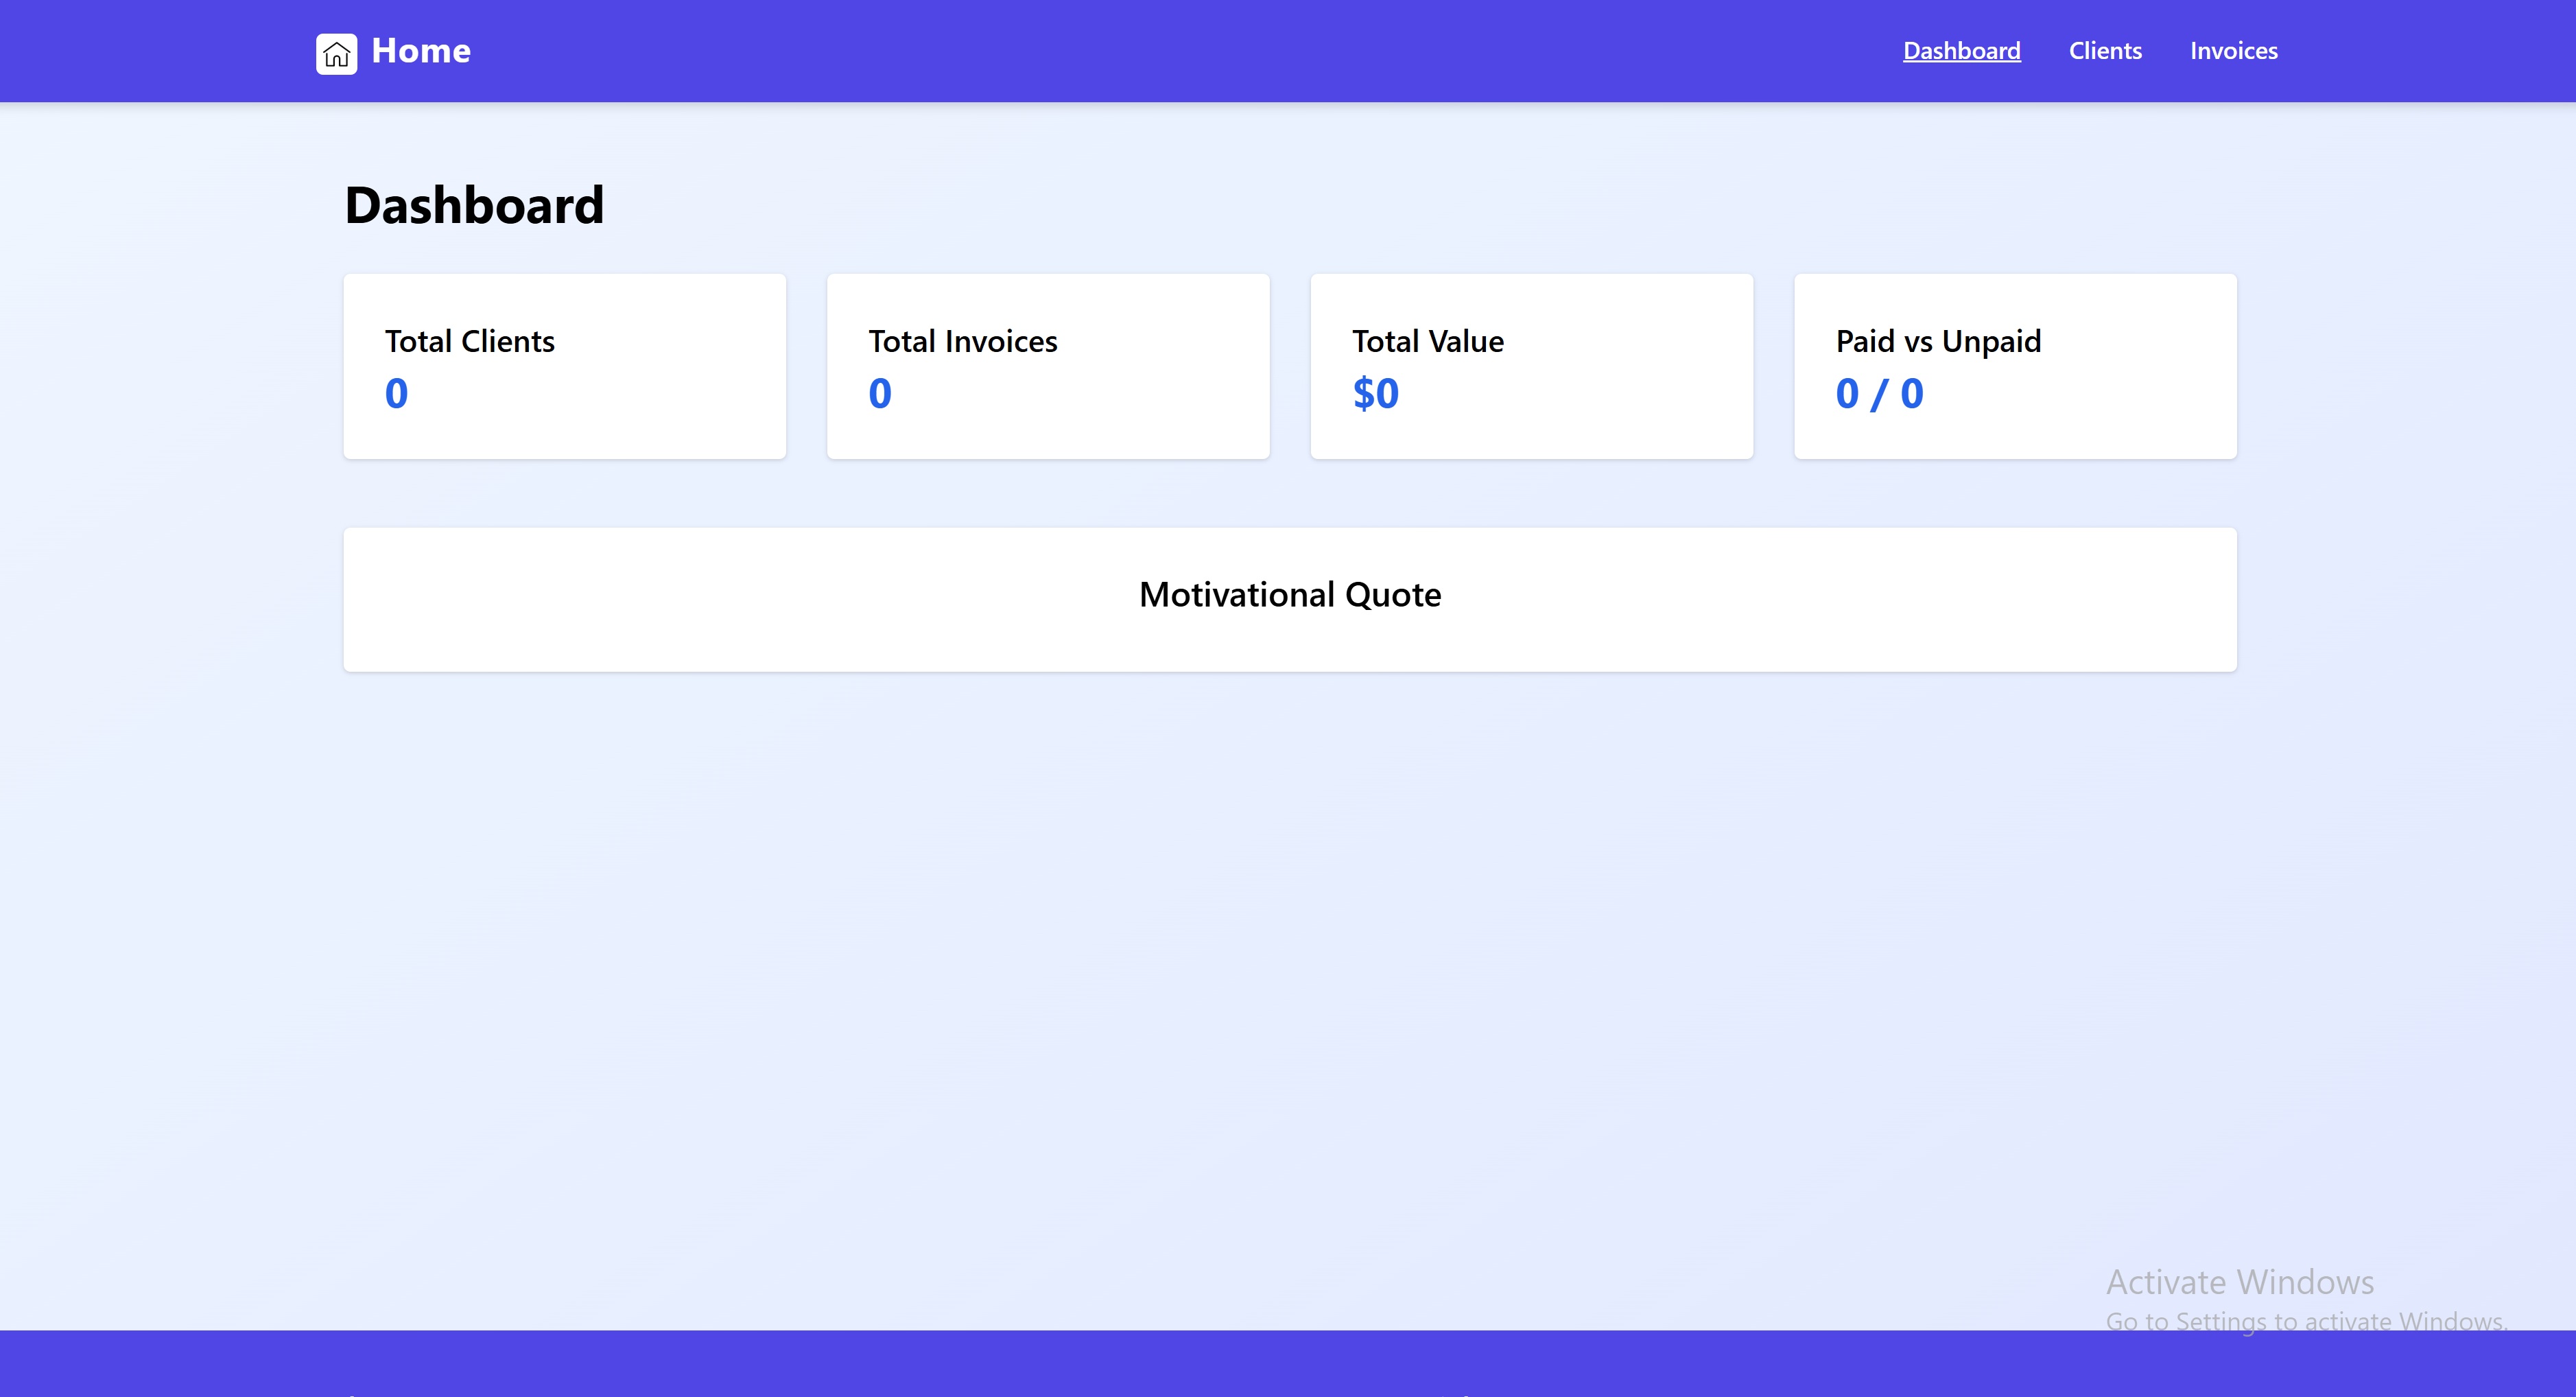 Home
Dashboard Clients Invoices
Dashboard
Total Clients
0
Total Invoices
0
Total Value
$0
Paid vs Unpaid
0 / 0
Motivational Quote
Activate Windows
Go to Settings to activate Windows.